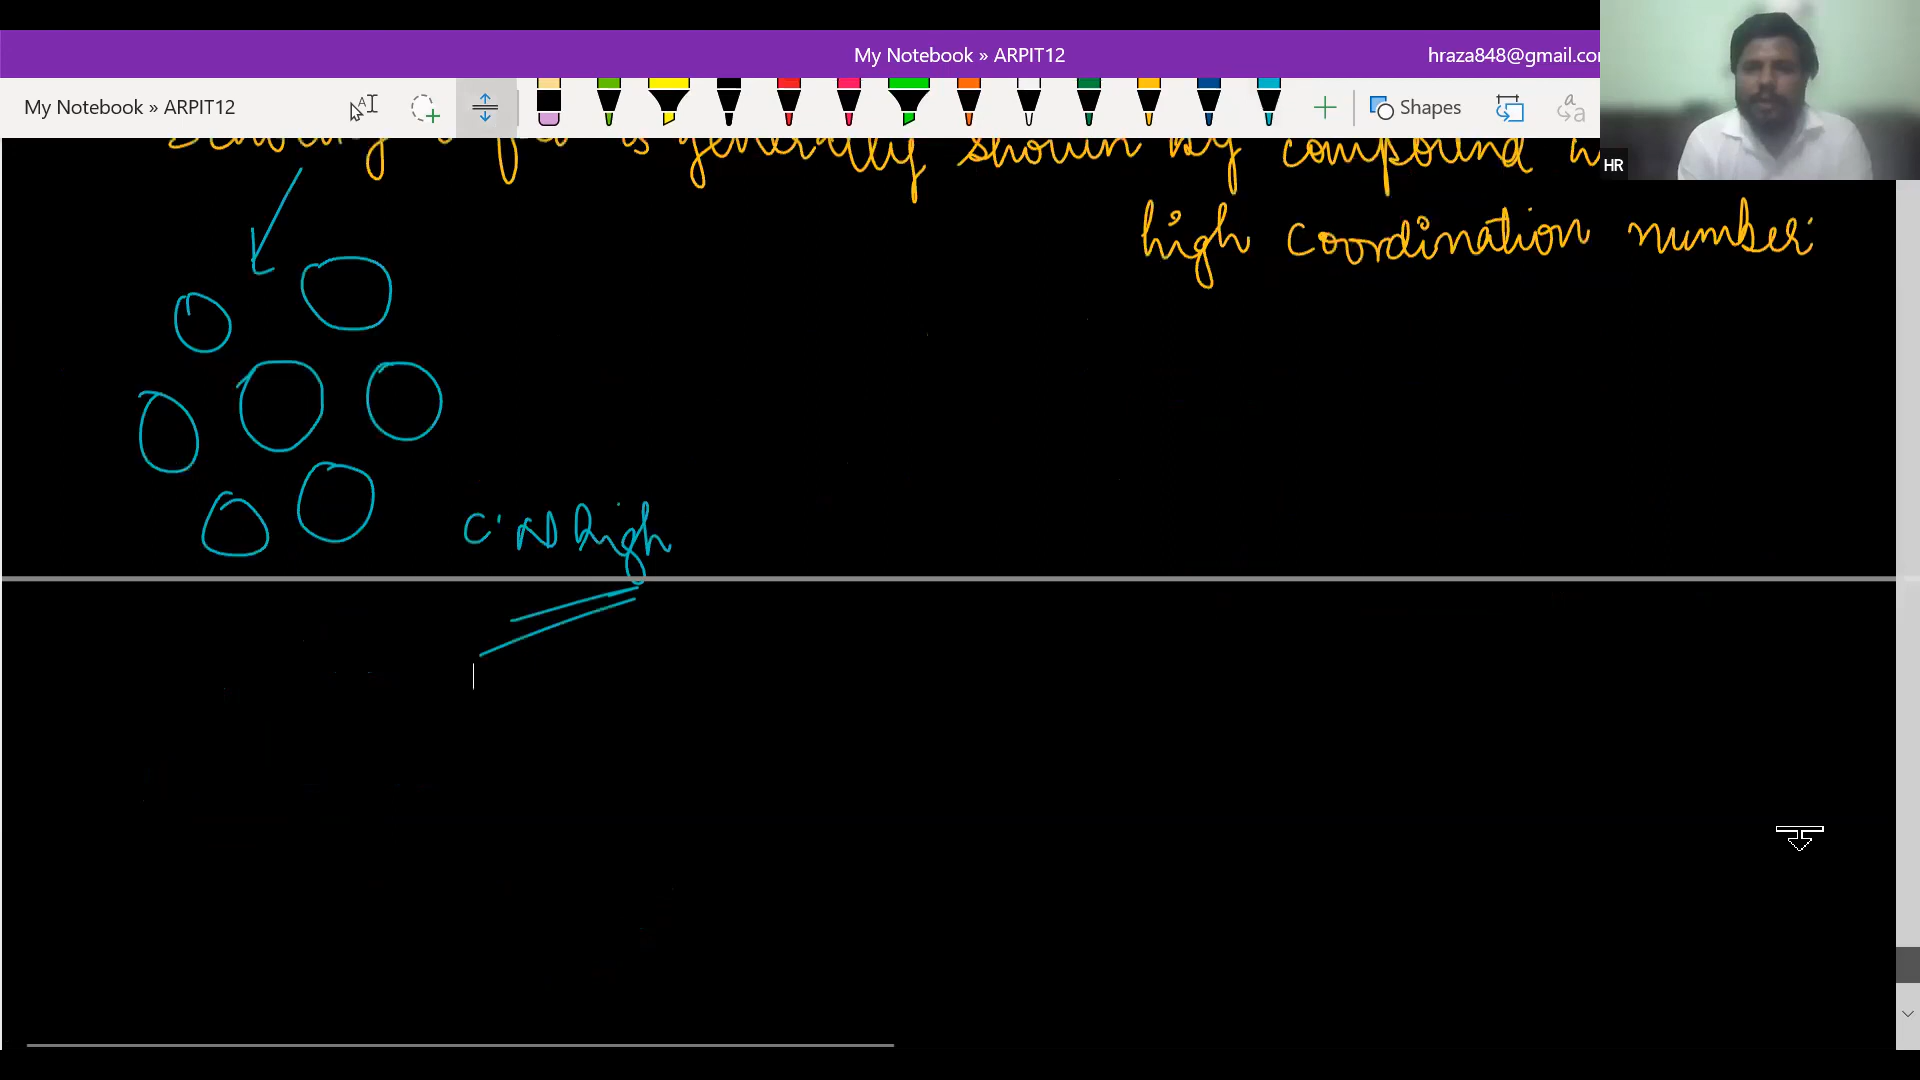 My Notebook » ARPIT12
hraza848@gmail.co
My Notebook » ARPIT12
Shapes
HR
is generally shown by compound
high coordination number
C'N high